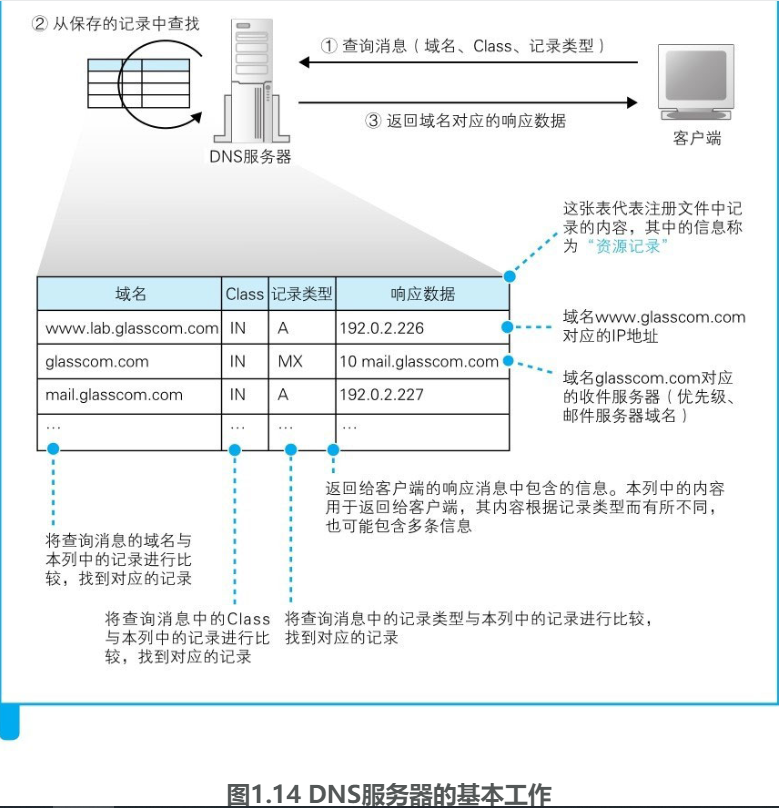 ② 从保存的记录中查找
① 查询消息（域名、Class、记录类型）
③ 返回域名对应的响应数据
DNS服务器
客户端
这张表代表注册文件中记
录的内容，其中的信息称
为“资源记录”
域名 Class 记录类型 响应数据
www.lab.glasscom.com IN A 192.0.2.226
glasscom.com IN MX 10 mail.glasscom.com
mail.glasscom.com IN A 192.0.2.227
… … … …
域名www.glasscom.com
对应的IP地址
域名glasscom.com对应
的收件服务器（优先级、
邮件服务器域名）
返回给客户端的响应消息中包含的信息。本列中的内容
用于返回给客户端，其内容根据记录类型而有所不同，
也可能包含多条信息
将查询消息的域名与
本列中的记录进行比
较，找到对应的记录
将查询消息中的Class
与本列中的记录进行比
较，找到对应的记录
将查询消息中的记录类型与本列中的记录进行比较，
找到对应的记录
图1.14 DNS服务器的基本工作